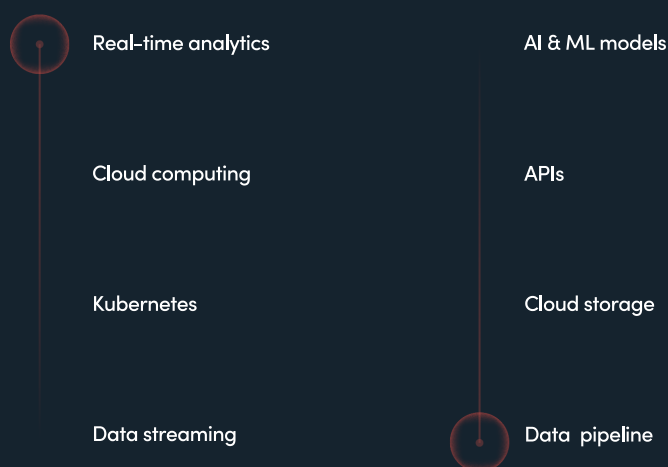 Real-time analytics
Cloud computing
Kubernetes
Data streaming
AI & ML models
APIs
Cloud storage
Data  pipeline